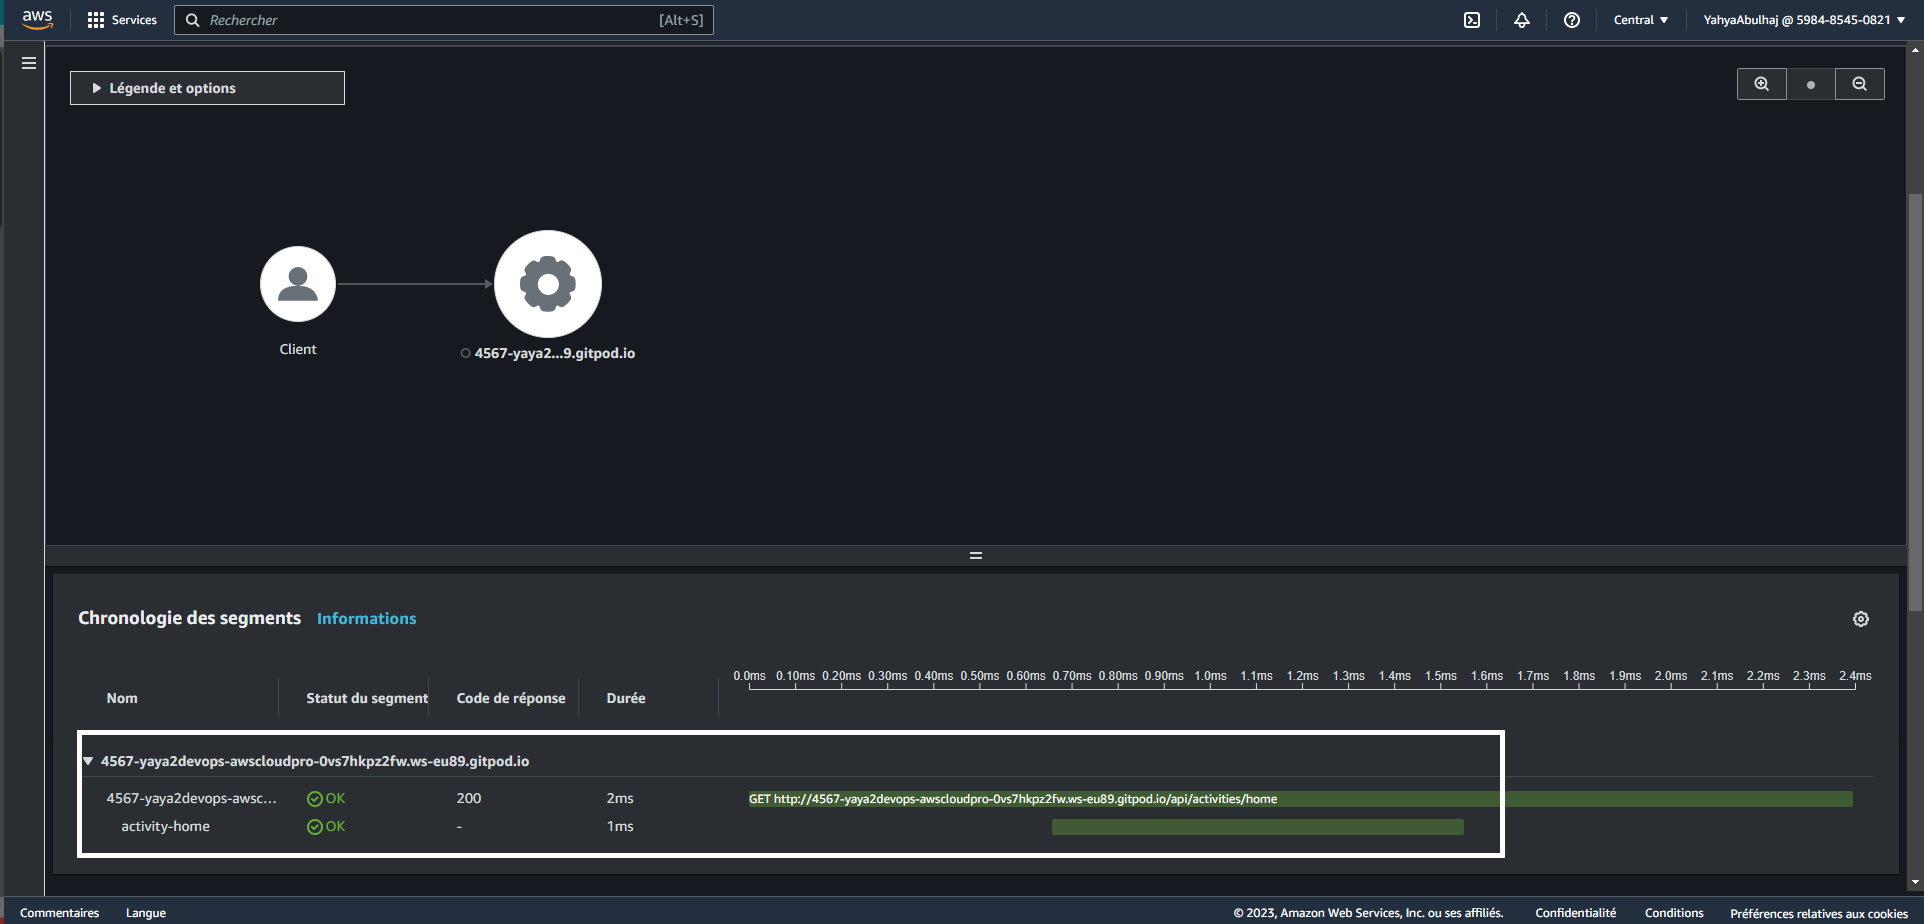 aws Services Rechercher [Alt+S] Central YahyaAbulhaj @ 5984-8545-0821
Légende et options
Client
4567-yaya2...9.gitpod.io
Chronologie des segments Informations
0.0ms 0.10ms 0.20ms 0.30ms 0.40ms 0.50ms 0.60ms 0.70ms 0.80ms 0.90ms 1.0ms 1.1ms 1.2ms 1.3ms 1.4ms 1.5ms 1.6ms 1.7ms 1.8ms 1.9ms 2.0ms 2.1ms 2.2ms 2.3ms 2.4ms
Nom Statut du segment Code de réponse Durée
4567-yaya2devops-awscloudpro-0vs7hkpz2fw.ws-eu89.gitpod.io
4567-yaya2devops-awsc... OK 200 2ms GET http://4567-yaya2devops-awscloudpro-0vs7hkpz2fw.ws-eu89.gitpod.io/api/activities/home
activity-home OK - 1ms
Commentaires Langue © 2023, Amazon Web Services, Inc. ou ses affiliés. Confidentialité Conditions Préférences relatives aux cookies